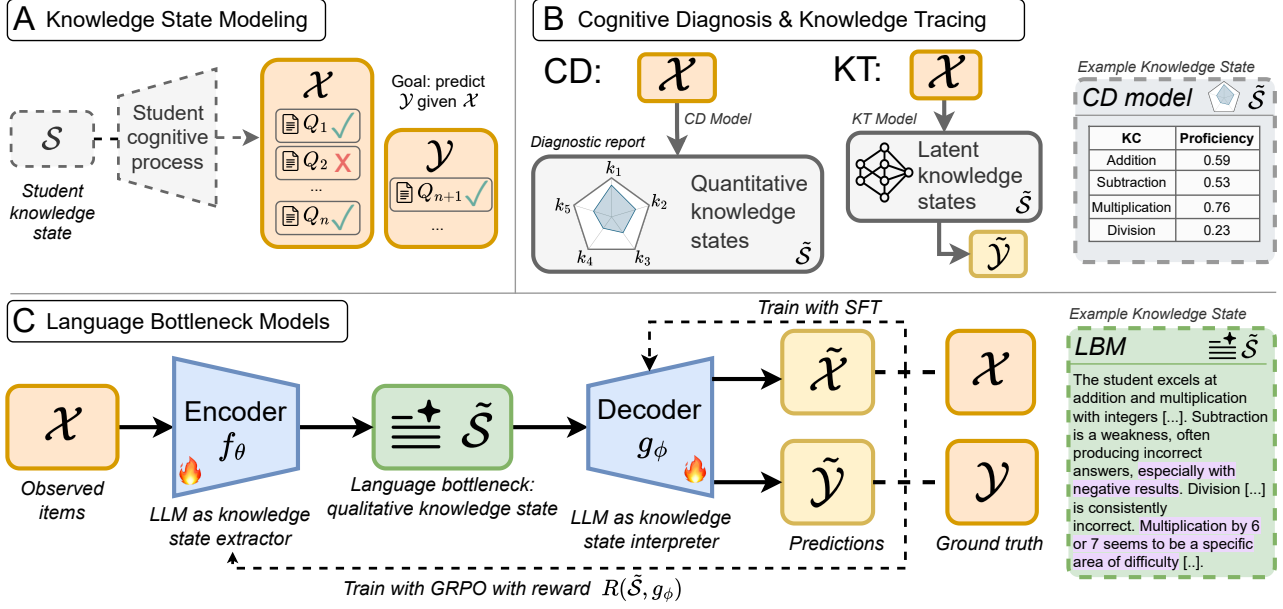 A Knowledge State Modeling
S
Student
knowledge
state
Student
cognitive
process
X
Q1
Q2
...
Qn
Goal: predict
Y given X
Y
Qn+1
...
B Cognitive Diagnosis & Knowledge Tracing
CD:
X
CD Model
Diagnostic report
k1
k2
k3
k4
k5
Quantitative
knowledge
states
S̃
KT:
X
KT Model
Latent
knowledge
states
S̃
Ỹ
Example Knowledge State
CD model S̃
KC Proficiency
Addition 0.59
Subtraction 0.53
Multiplication 0.76
Division 0.23
C Language Bottleneck Models
Train with SFT
X
Observed
items
Encoder
fθ
LLM as knowledge
state extractor
S̃
Language bottleneck:
qualitative knowledge state
Decoder
gϕ
LLM as knowledge
state interpreter
X̃
Ỹ
Predictions
X
Y
Ground truth
Train with GRPO with reward R(S̃, gϕ)
Example Knowledge State
LBM S̃
The student excels at
addition and multiplication
with integers [...]. Subtraction
is a weakness, often
producing incorrect
answers, especially with
negative results. Division [...]
is consistently
incorrect. Multiplication by 6
or 7 seems to be a specific
area of difficulty [..].